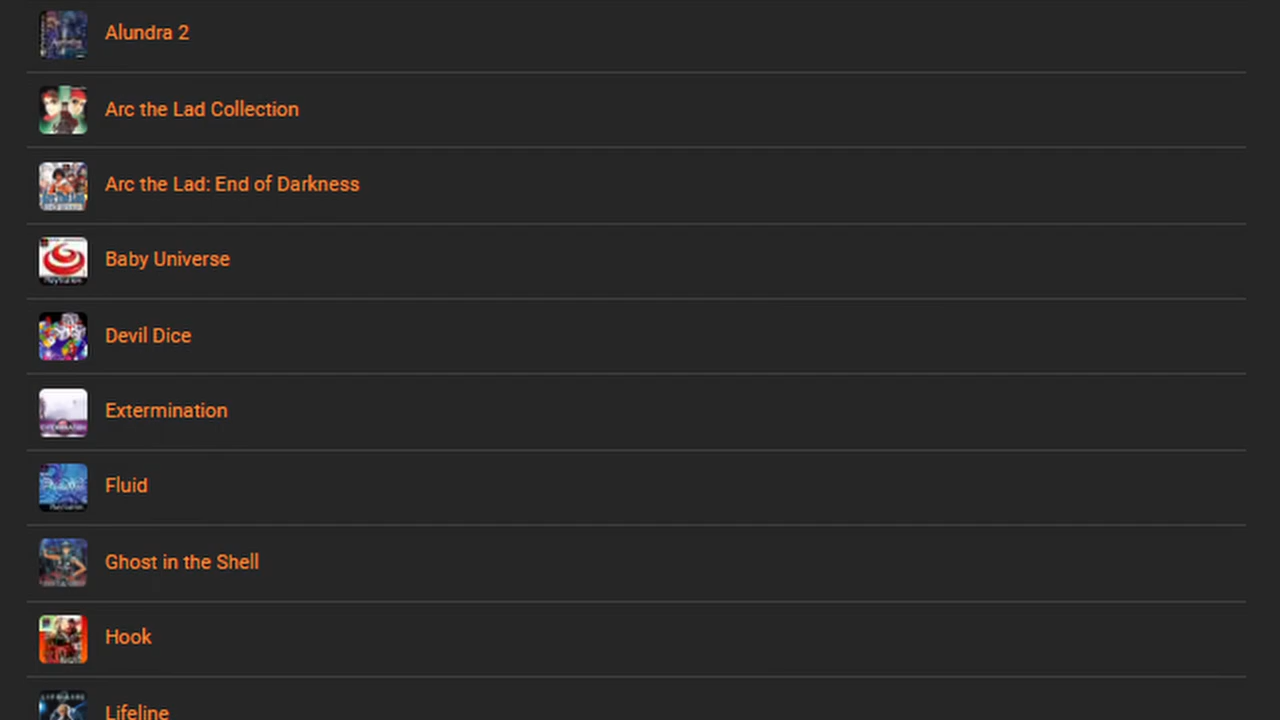 Alundra 2
Arc the Lad Collection
Arc the Lad: End of Darkness
Baby Universe
Devil Dice
Extermination
Fluid
Ghost in the Shell
Hook
Lifeline